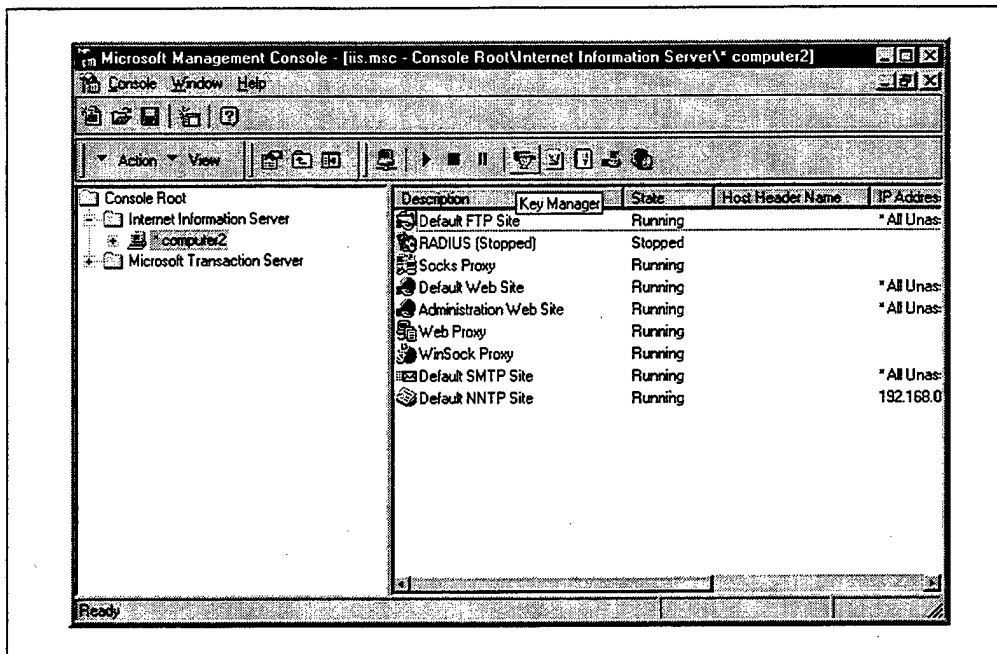 Microsoft Management Console - [iis.msc - Console Root\Internet Information Server\* computer2]
Console Window Help
Action View
Console Root
Internet Information Server
* computer2
Microsoft Transaction Server
Description Key Manager State Host Header Name IP Addres
Default FTP Site Running * All Unas
RADIUS (Stopped) Stopped
Socks Proxy Running
Default Web Site Running * All Unas
Administration Web Site Running * All Unas
Web Proxy Running
WinSock Proxy Running
Default SMTP Site Running * All Unas
Default NNTP Site Running 192.168.0
Ready